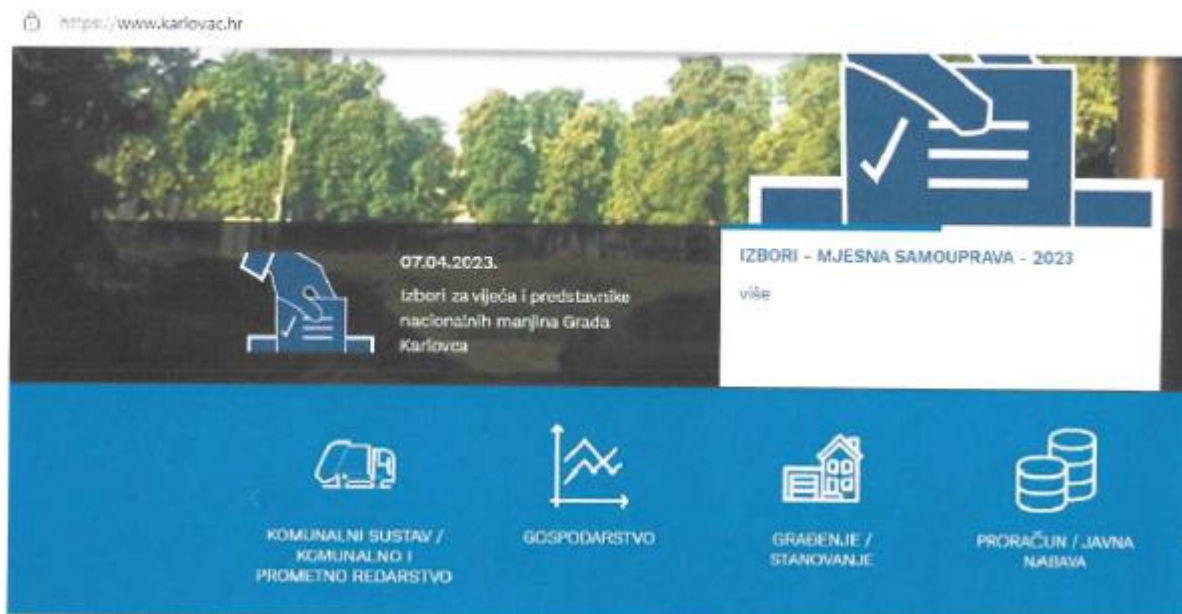 https://www.karlovac.hr
07.04.2023.
Izbori za vijeća i predstavnike
nacionalnih manjina Grada
Karlovca
IZBORI - MJESNA SAMOUPRAVA - 2023
više
KOMUNALNI SUSTAV /
KOMUNALNO I
PROMETNO REDARSTVO
GOSPODARSTVO
GRAĐENJE /
STANOVANJE
PRORAČUN / JAVNA
NABAVA